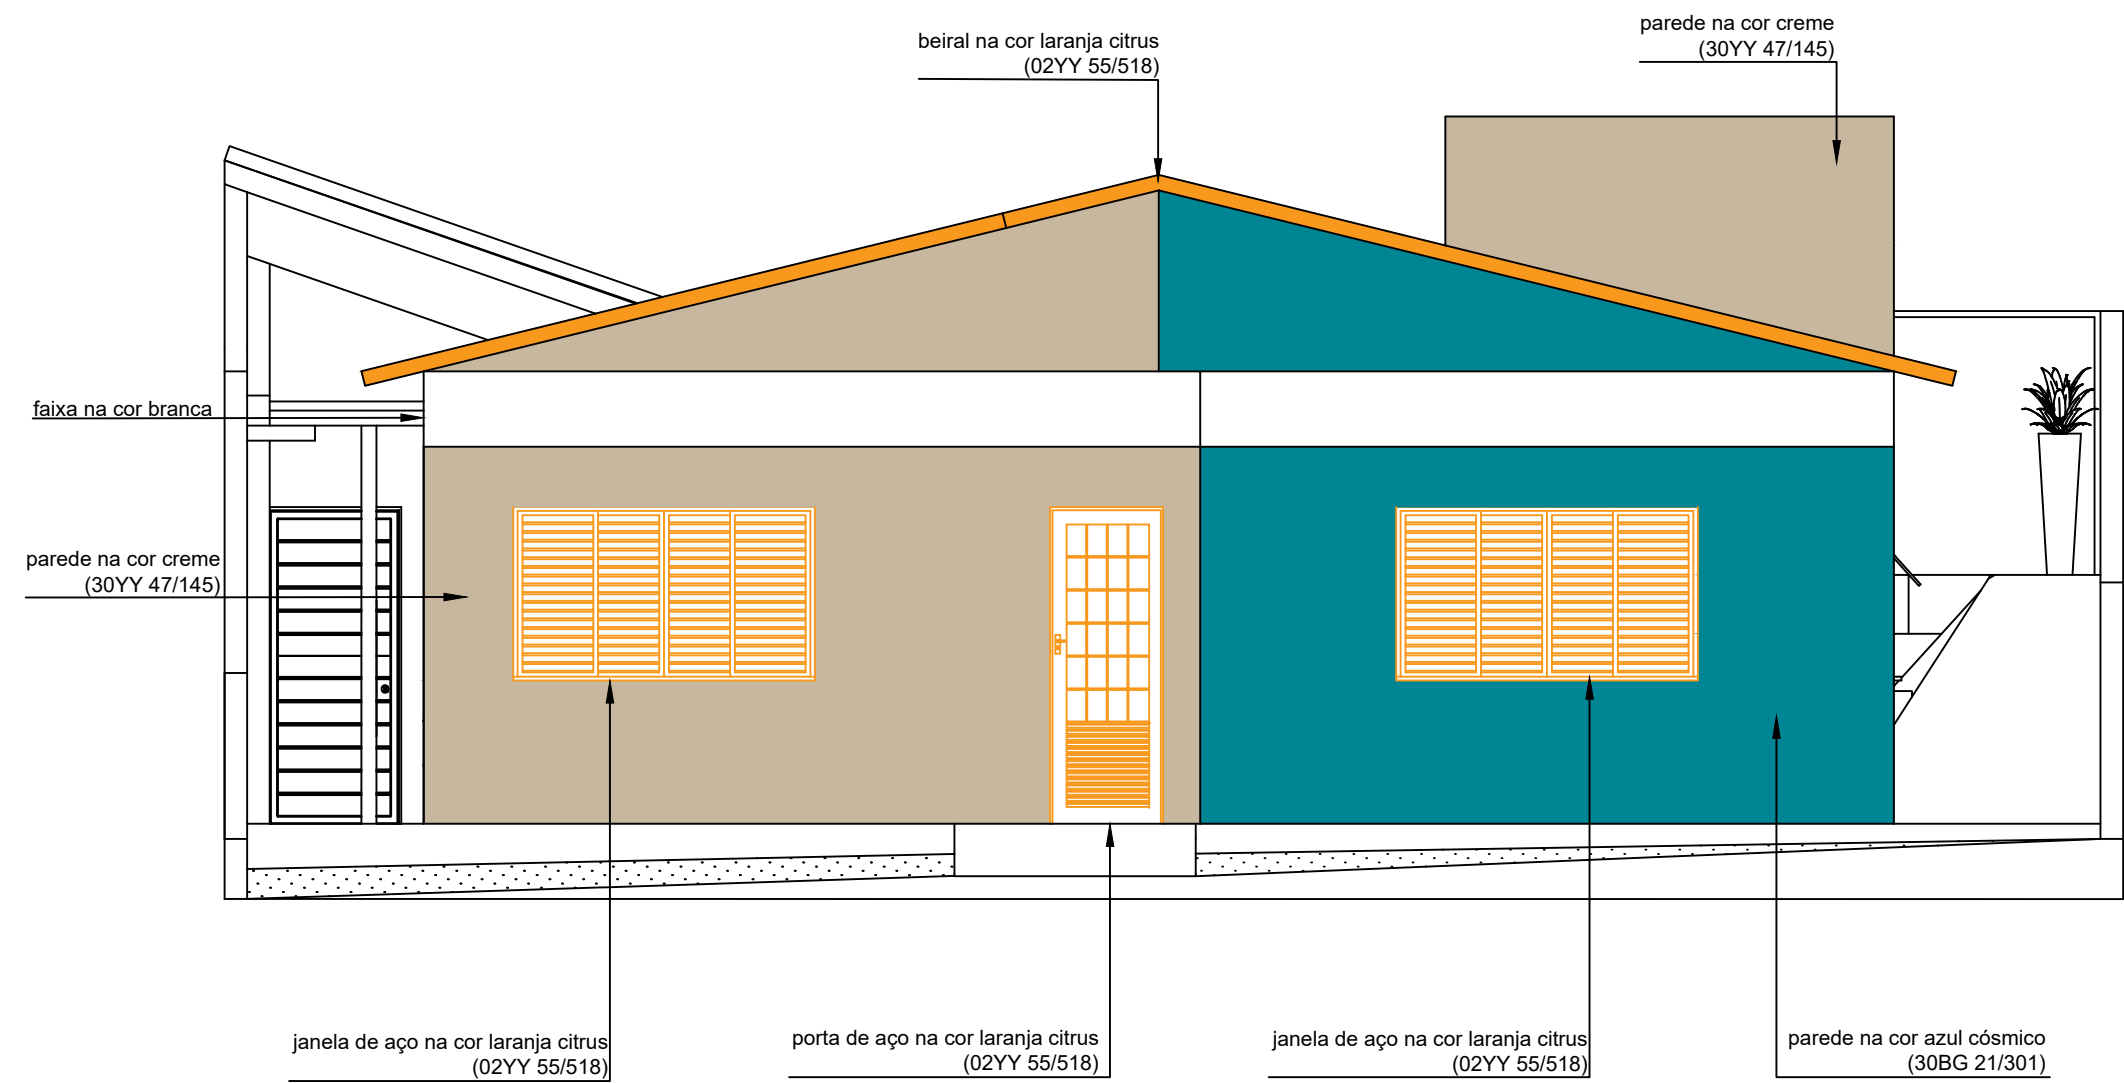 parede na cor creme
(30YY 47/145)
beiral na cor laranja citrus
(02YY 55/518)
faixa na cor branca
parede na cor creme
(30YY 47/145)
janela de aço na cor laranja citrus
(02YY 55/518)
porta de aço na cor laranja citrus
(02YY 55/518)
janela de aço na cor laranja citrus
(02YY 55/518)
parede na cor azul cósmico
(30BG 21/301)